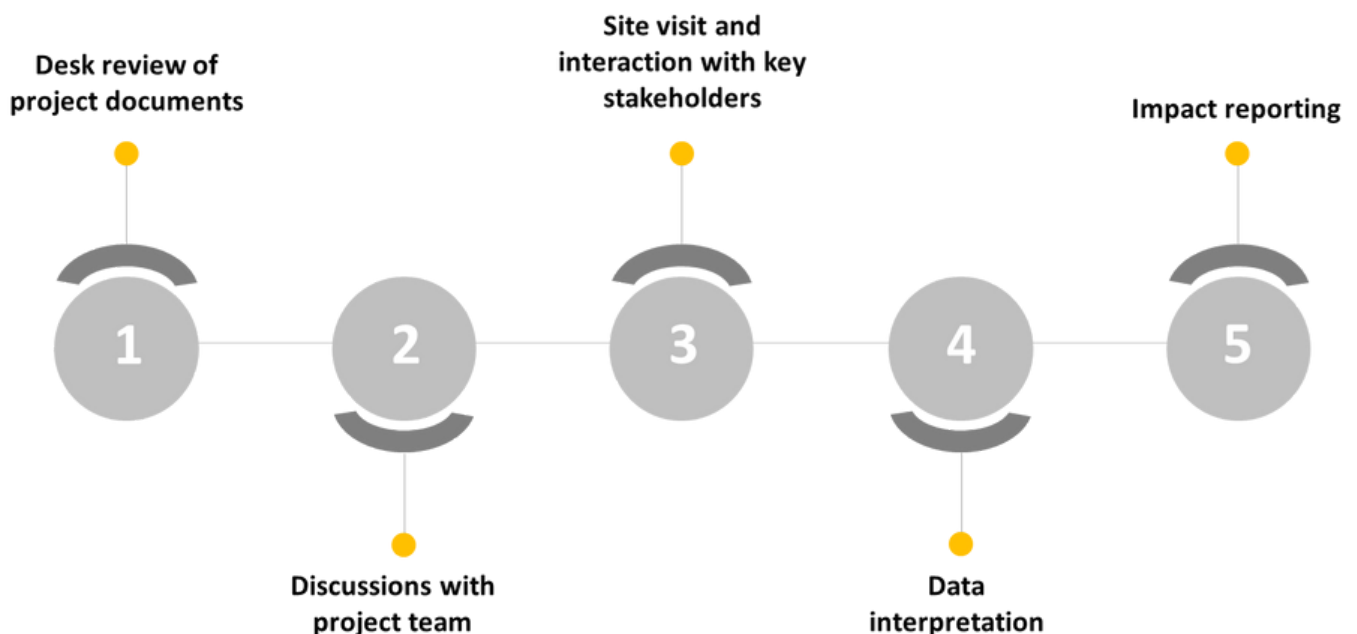 Desk review of
project documents
Site visit and
interaction with key
stakeholders
Impact reporting
1
2
3
4
5
Discussions with
project team
Data
interpretation